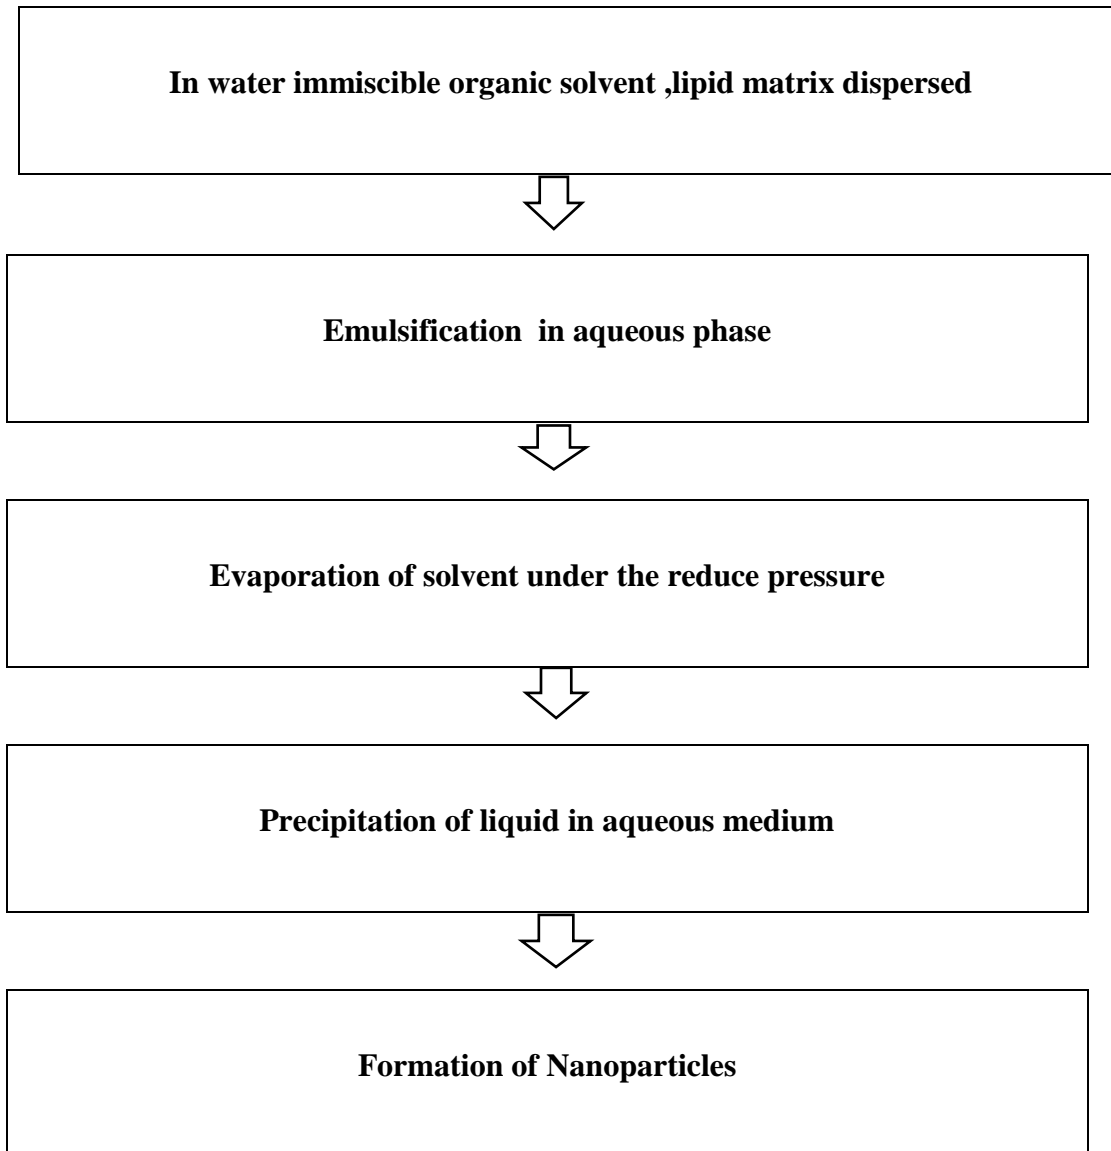 In water immiscible organic solvent ,lipid matrix dispersed
Emulsification  in aqueous phase
Evaporation of solvent under the reduce pressure
Precipitation of liquid in aqueous medium
Formation of Nanoparticles